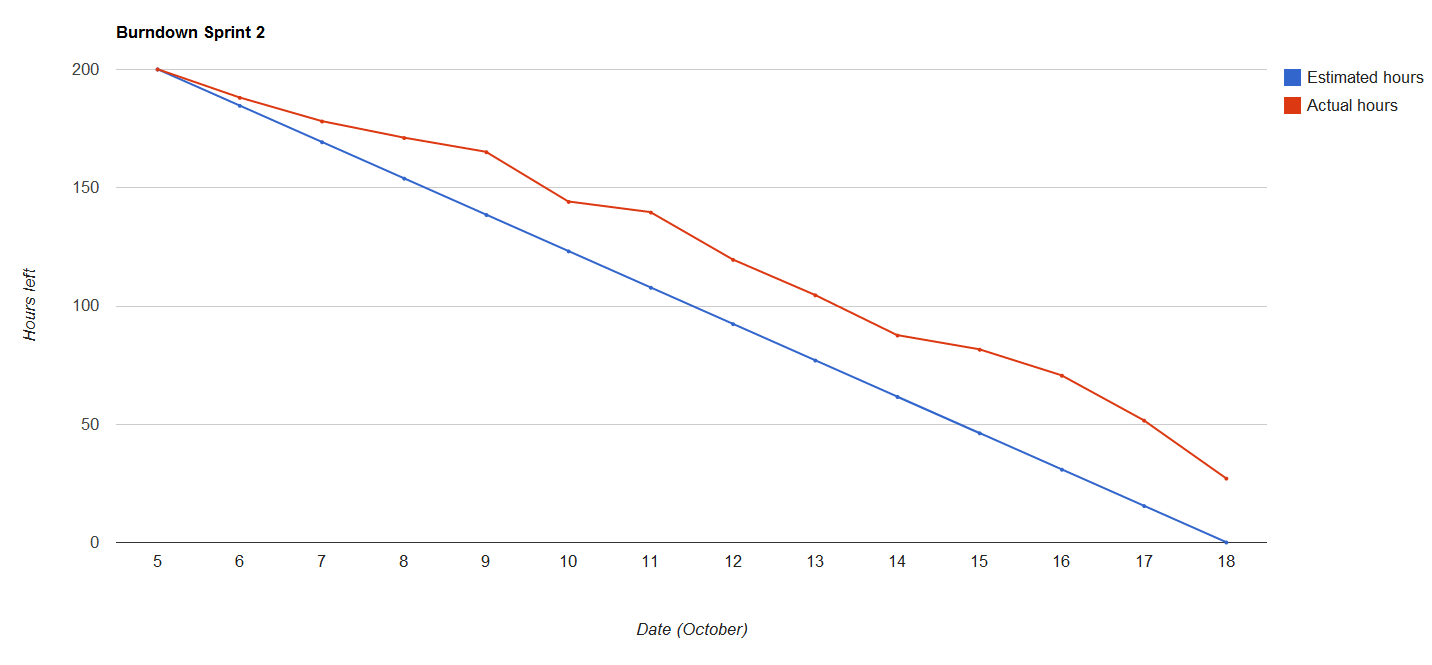 Burndown Sprint 2
200
150
100
50
0
Hours left
5 6 7 8 9 10 11 12 13 14 15 16 17 18
Date (October)
Estimated hours
Actual hours